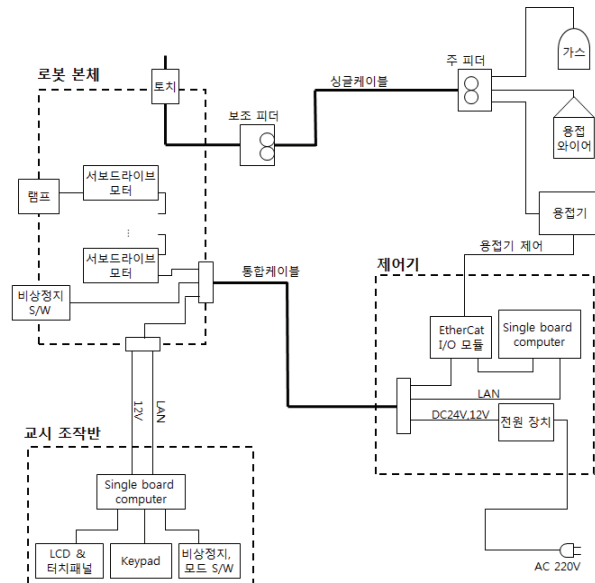 가스
주 피더
로봇 본체
토치
싱글케이블
보조 피더
용접
와이어
서보드라이브
모터
램프
용접기
...
용접기 제어
서보드라이브
모터
통합케이블
제어기
비상정지
S/W
EtherCat
I/O 모듈
Single board
computer
LAN
12V
LAN
DC24V,12V
전원 장치
교시 조작반
Single board
computer
LCD &
터치패널
Keypad
비상정지,
모드 S/W
AC 220V